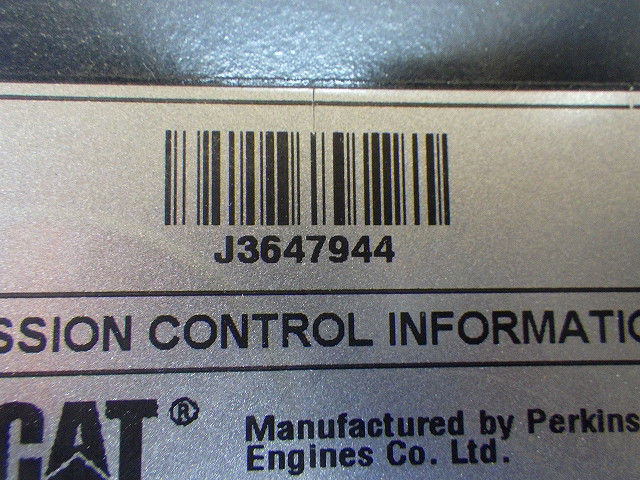 J3647944
SSION CONTROL INFORMATIO
CAT ®
Manufactured by Perkins
Engines Co. Ltd.